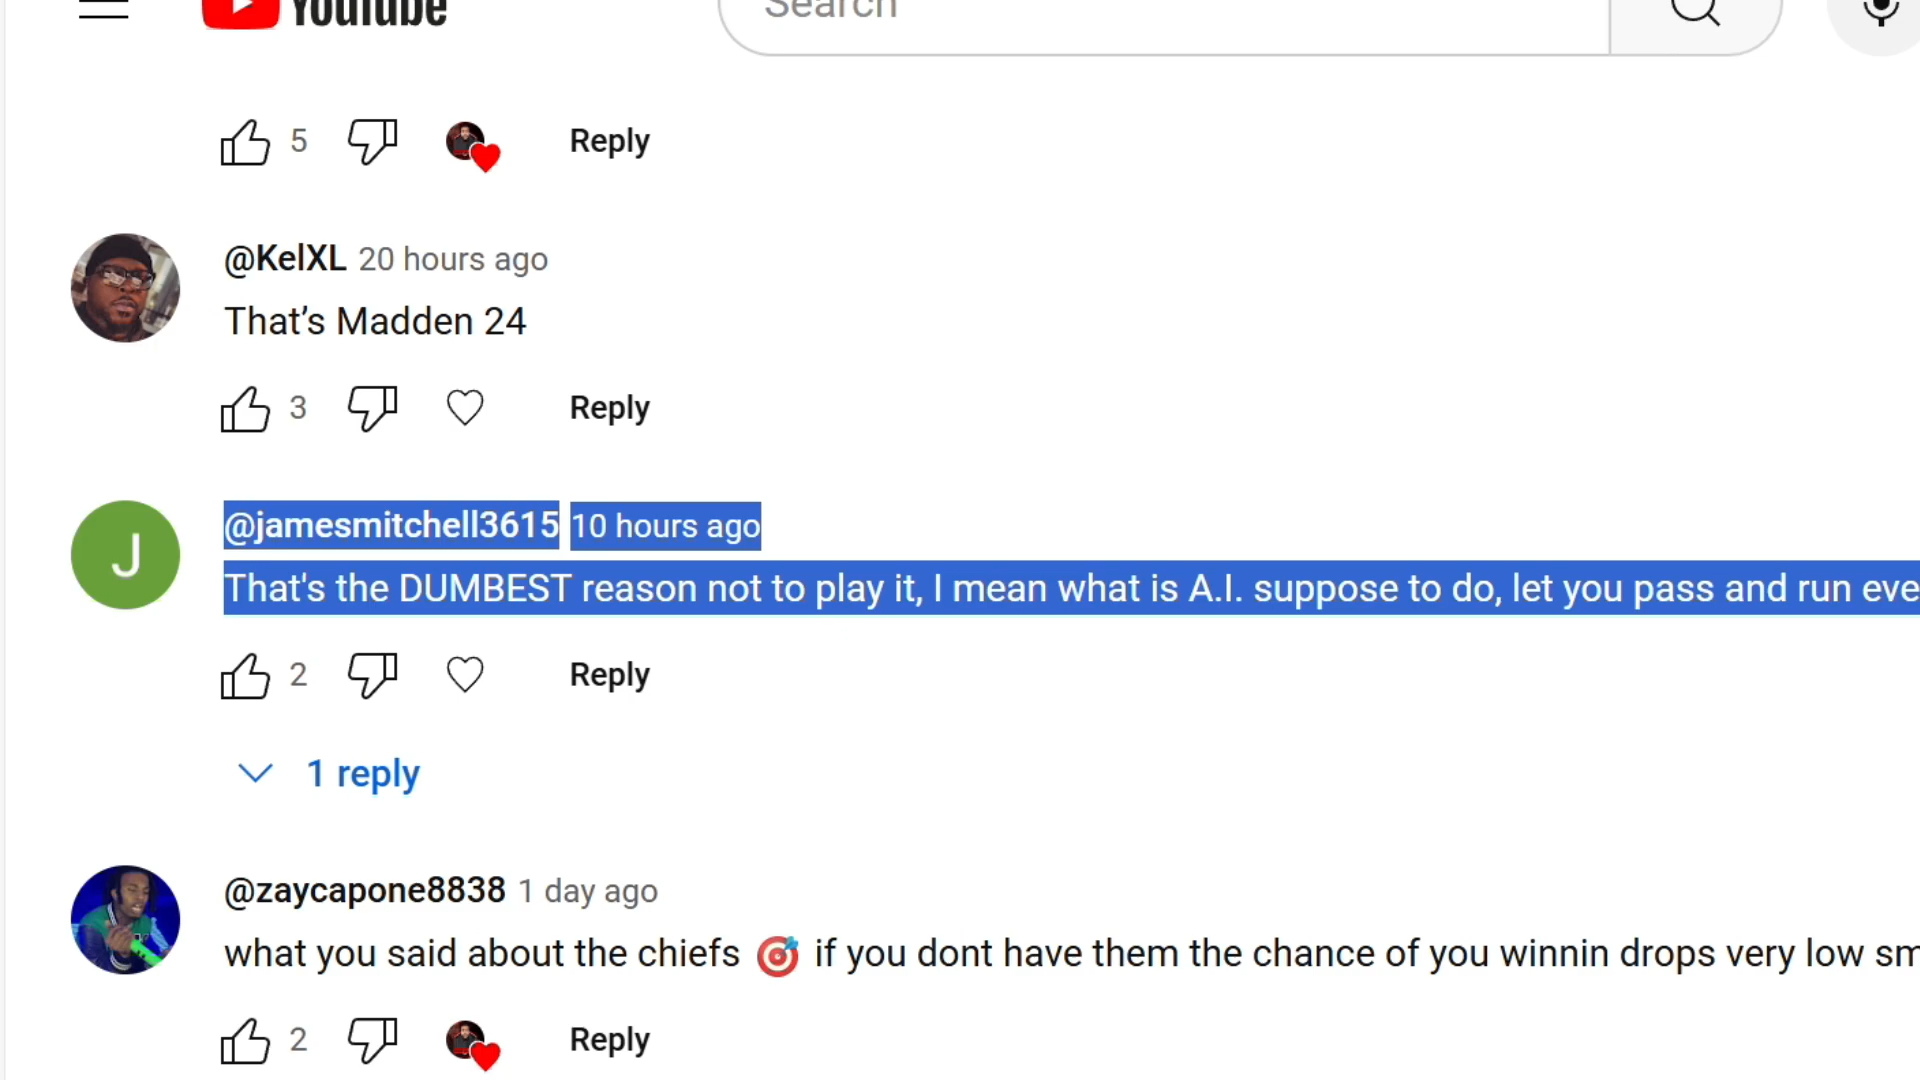 YouTube
Search
5
Reply
@KelXL 20 hours ago
That’s Madden 24
3
Reply
J
@jamesmitchell3615 10 hours ago
That's the DUMBEST reason not to play it, I mean what is A.I. suppose to do, let you pass and run eve
2
Reply
1 reply
@zaycapone8838 1 day ago
what you said about the chiefs 🎯 if you dont have them the chance of you winnin drops very low sm
2
Reply